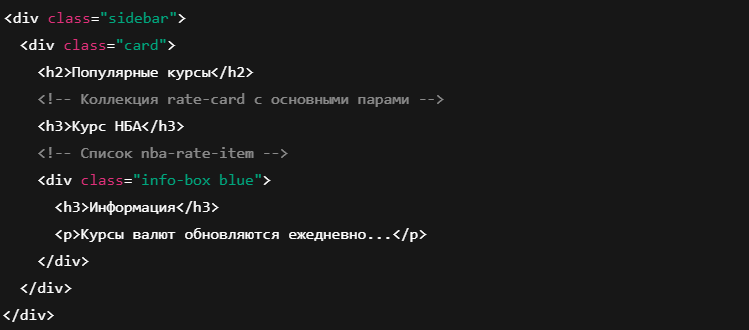 <div class="sidebar">
  <div class="card">
    <h2>Популярные курсы</h2>
    <!-- Коллекция rate-card с основными парами -->
    <h3>Курс НБА</h3>
    <!-- Список nba-rate-item -->
    <div class="info-box blue">
      <h3>Информация</h3>
      <p>Курсы валют обновляются ежедневно...</p>
    </div>
  </div>
</div>